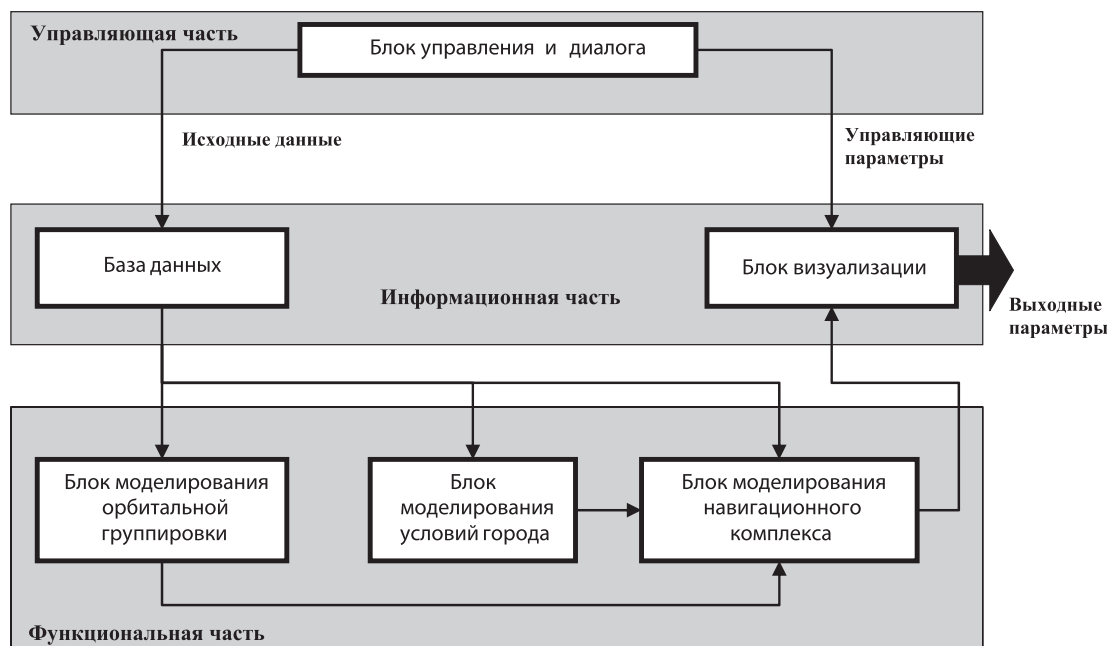 Управляющая часть
Блок управления и диалога
Исходные данные
Управляющие
параметры
База данных
Блок визуализации
Информационная часть
Выходные
параметры
Блок моделирования
орбитальной
группировки
Блок
моделирования
условий города
Блок моделирования
навигационного
комплекса
Функциональная часть